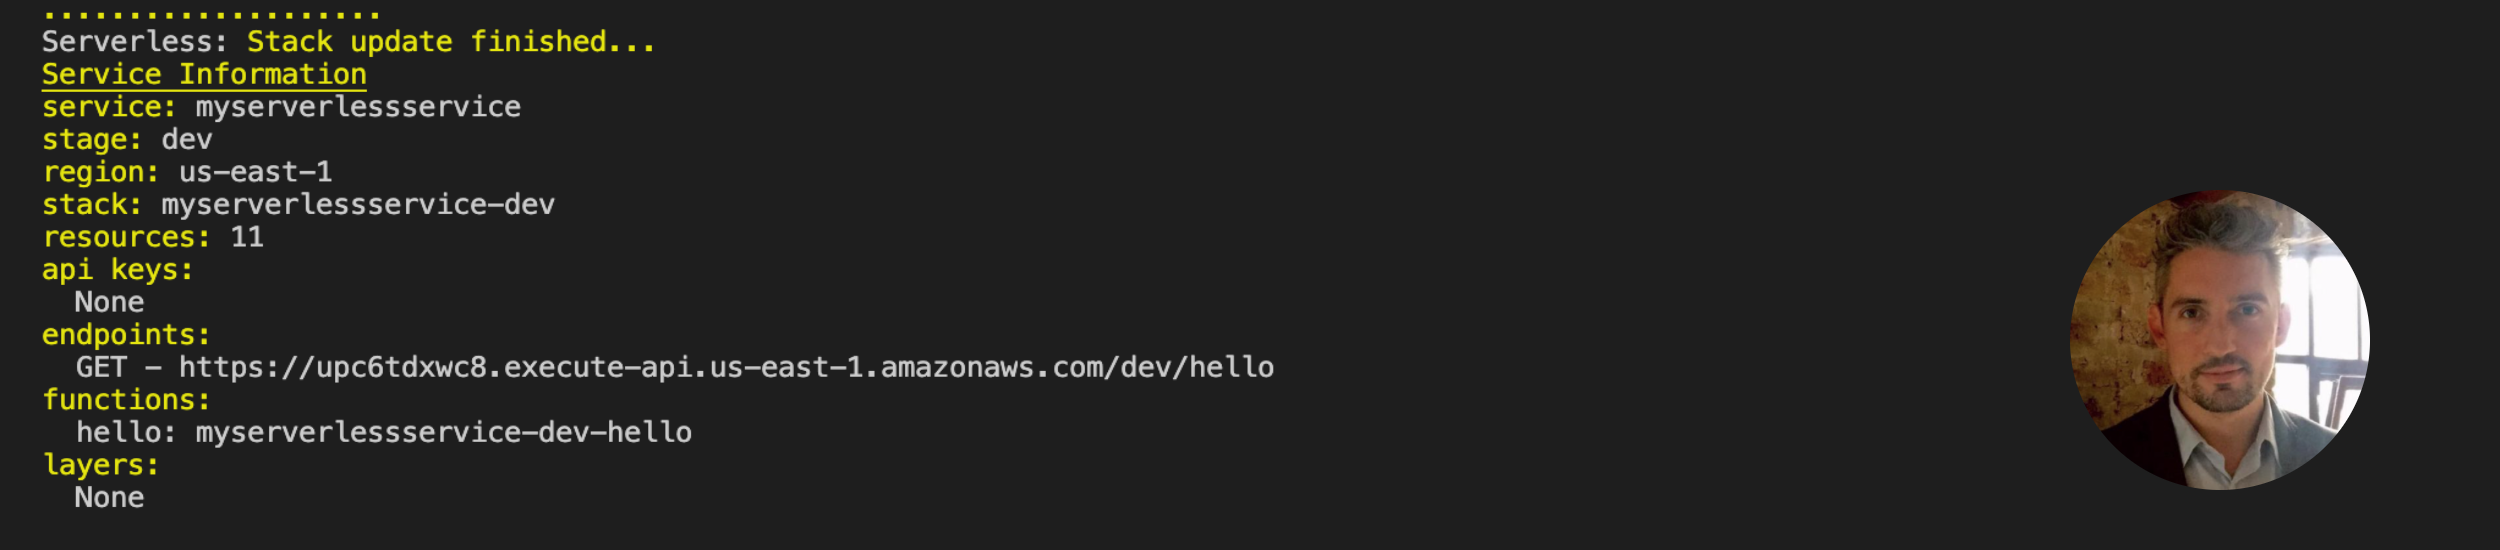 ....................
Serverless: Stack update finished...
Service Information
service: myserverlessservice
stage: dev
region: us-east-1
stack: myserverlessservice-dev
resources: 11
api keys:
  None
endpoints:
  GET - https://upc6tdxwc8.execute-api.us-east-1.amazonaws.com/dev/hello
functions:
  hello: myserverlessservice-dev-hello
layers:
  None